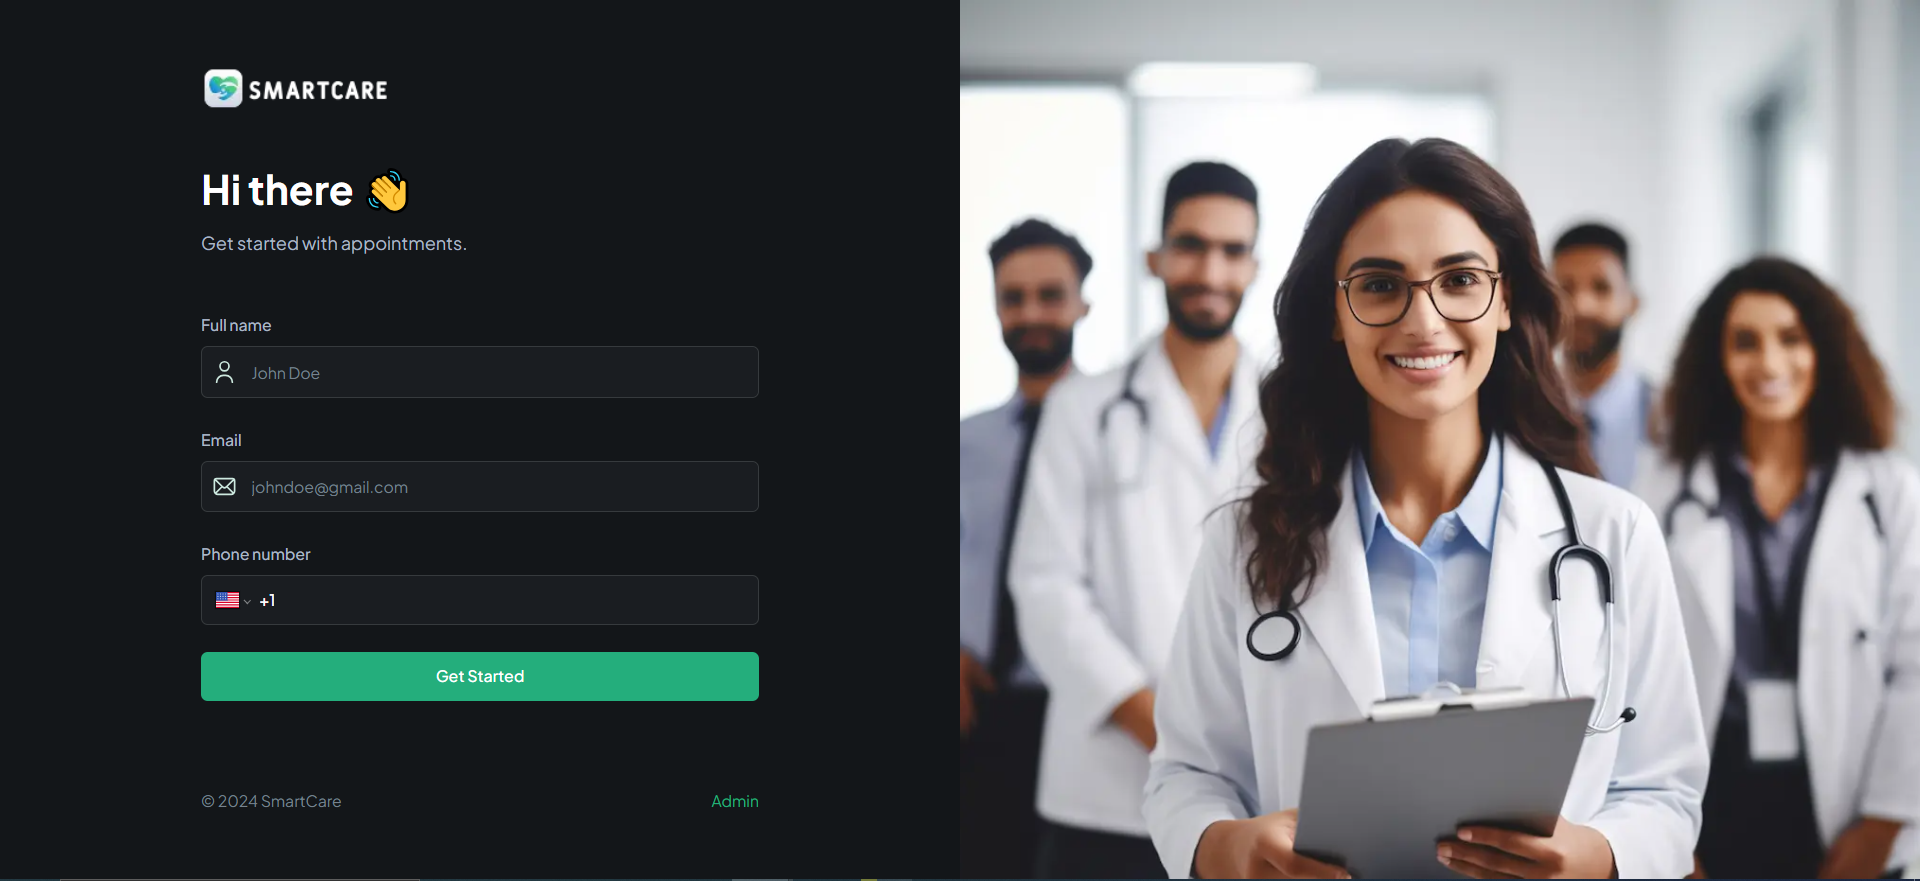 SMARTCARE
Hi there 👋
Get started with appointments.
Full name
John Doe
Email
johndoe@gmail.com
Phone number
+1
Get Started
© 2024 SmartCare
Admin